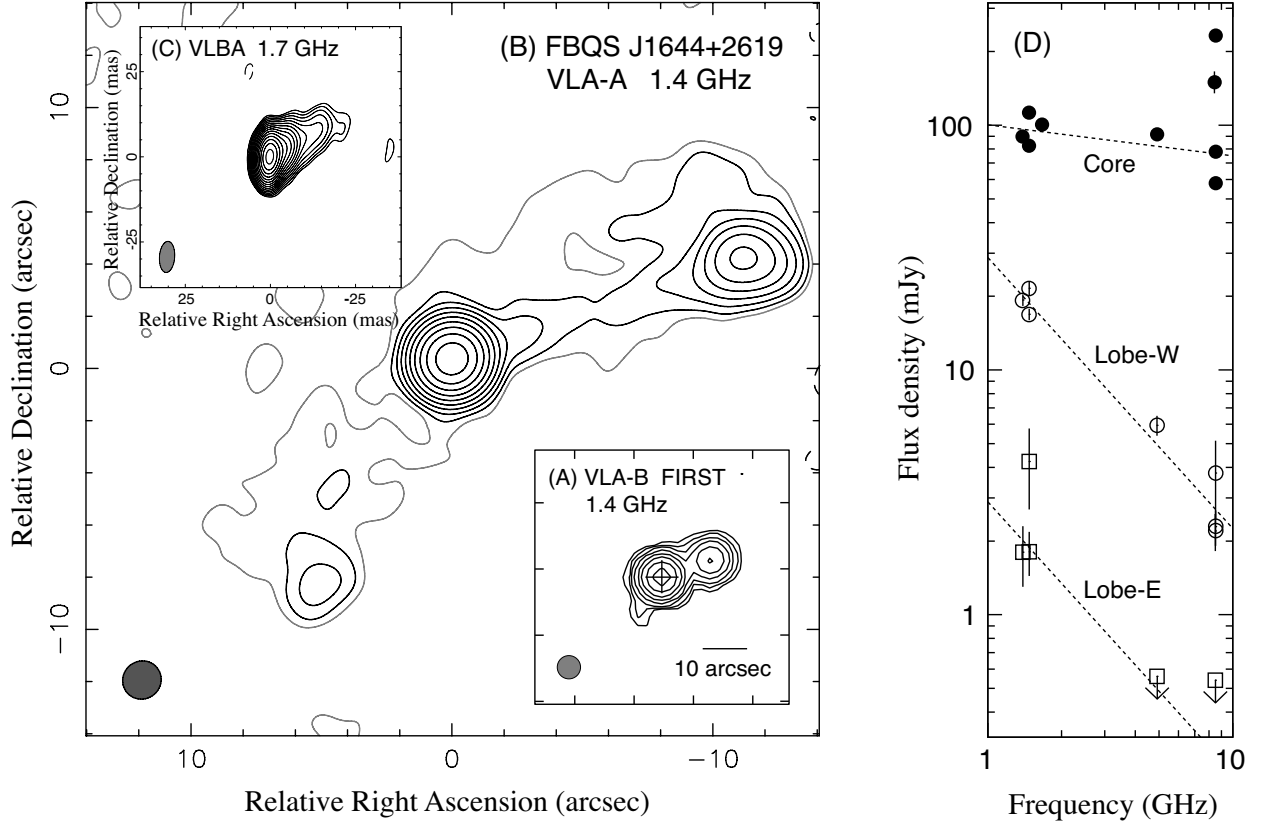 (C) VLBA 1.7 GHz
Relative Declination (mas)
25
0
-25
25
0
-25
Relative Right Ascension (mas)
(B) FBQS J1644+2619
VLA-A 1.4 GHz
Relative Declination (arcsec)
10
0
−10
10
0
−10
Relative Right Ascension (arcsec)
(A) VLA-B FIRST
1.4 GHz
10 arcsec
(D)
Flux density (mJy)
100
10
1
Core
Lobe-W
Lobe-E
1
10
Frequency (GHz)